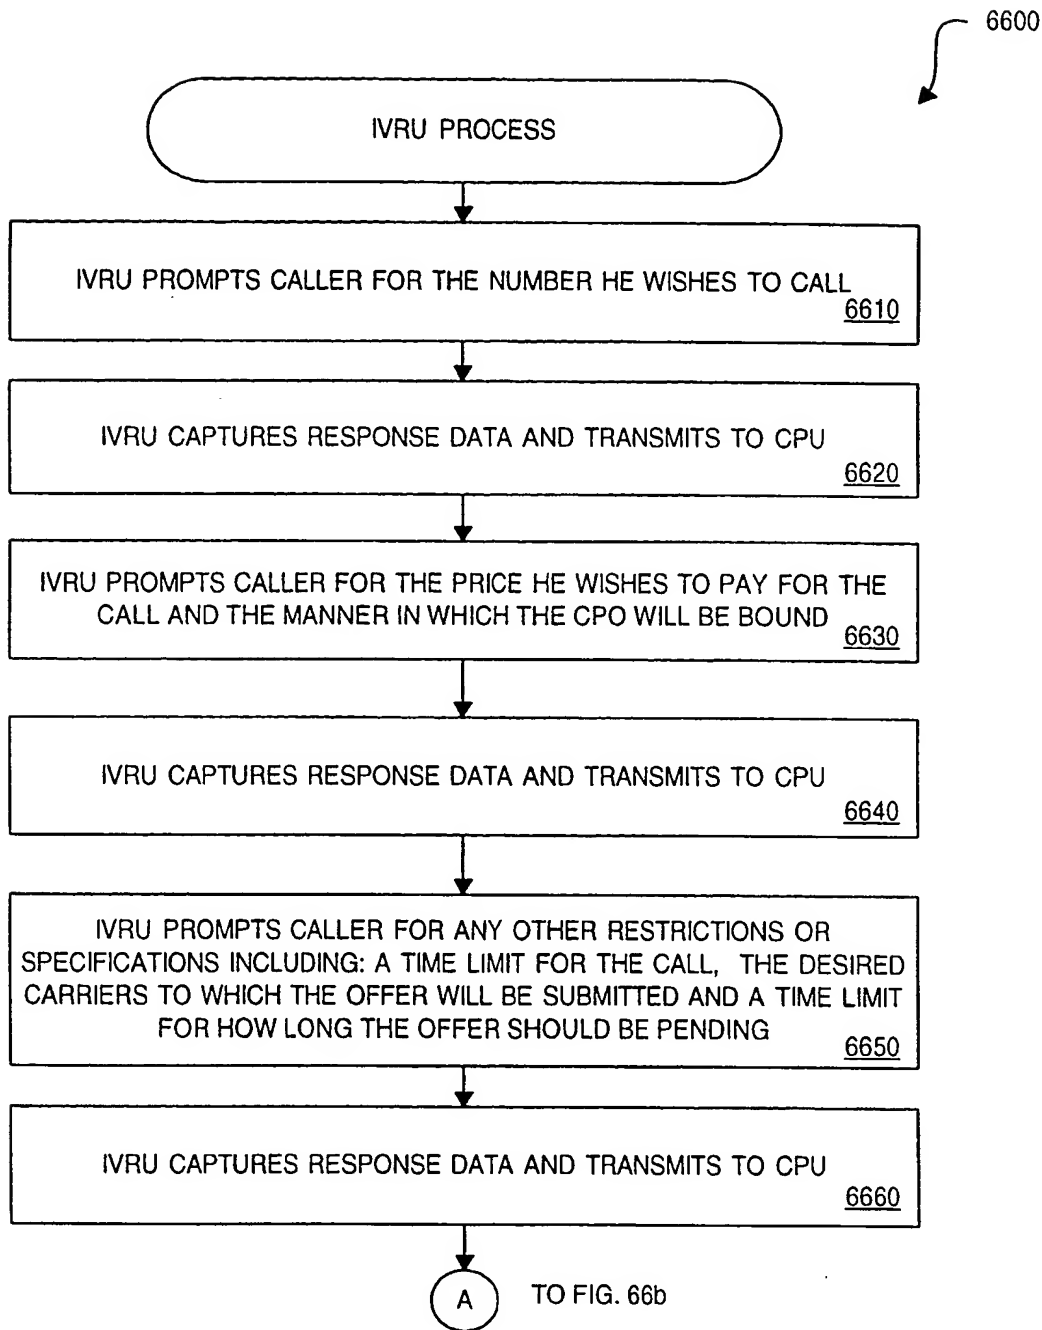 6600
IVRU PROCESS
IVRU PROMPTS CALLER FOR THE NUMBER HE WISHES TO CALL
6610
IVRU CAPTURES RESPONSE DATA AND TRANSMITS TO CPU
6620
IVRU PROMPTS CALLER FOR THE PRICE HE WISHES TO PAY FOR THE
CALL AND THE MANNER IN WHICH THE CPO WILL BE BOUND
6630
IVRU CAPTURES RESPONSE DATA AND TRANSMITS TO CPU
6640
IVRU PROMPTS CALLER FOR ANY OTHER RESTRICTIONS OR
SPECIFICATIONS INCLUDING: A TIME LIMIT FOR THE CALL, THE DESIRED
CARRIERS TO WHICH THE OFFER WILL BE SUBMITTED AND A TIME LIMIT
FOR HOW LONG THE OFFER SHOULD BE PENDING
6650
IVRU CAPTURES RESPONSE DATA AND TRANSMITS TO CPU
6660
A TO FIG. 66b